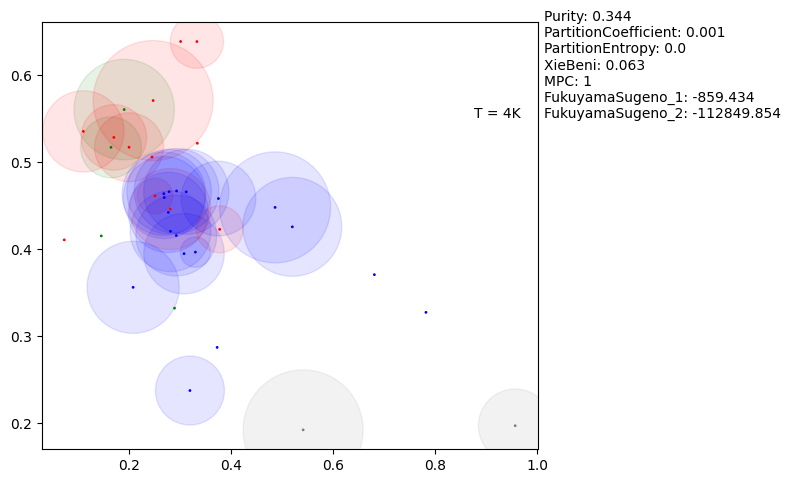 Purity: 0.344
PartitionCoefficient: 0.001
PartitionEntropy: 0.0
XieBeni: 0.063
MPC: 1
FukuyamaSugeno_1: -859.434
FukuyamaSugeno_2: -112849.854
T = 4K
0.6
0.5
0.4
0.3
0.2
0.2
0.4
0.6
0.8
1.0